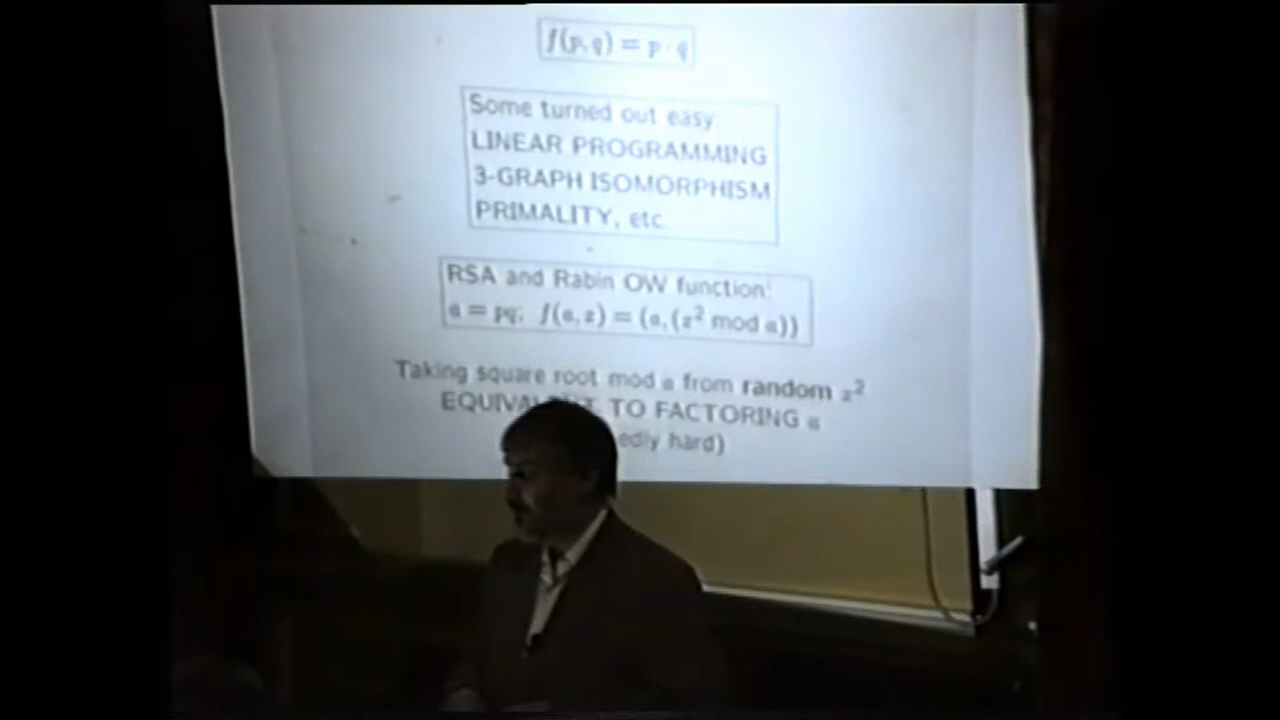 f(p, q) = p · q
Some turned out easy:
LINEAR PROGRAMMING
3-GRAPH ISOMORPHISM
PRIMALITY, etc.
RSA and Rabin OW function:
a = pq; f(a, x) = (a, (x² mod a))
Taking square root mod a from random x²
TO FACTORING a
hard)